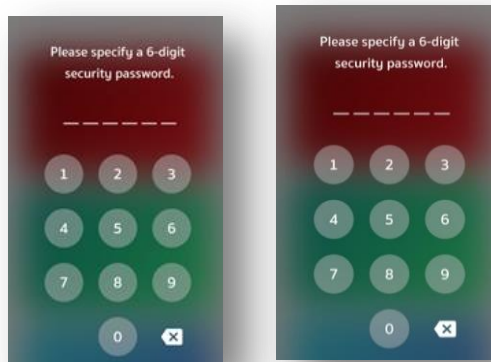 Please specify a 6-digit
security password.
1 2 3
4 5 6
7 8 9
0
Please specify a 6-digit
security password.
1 2 3
4 5 6
7 8 9
0